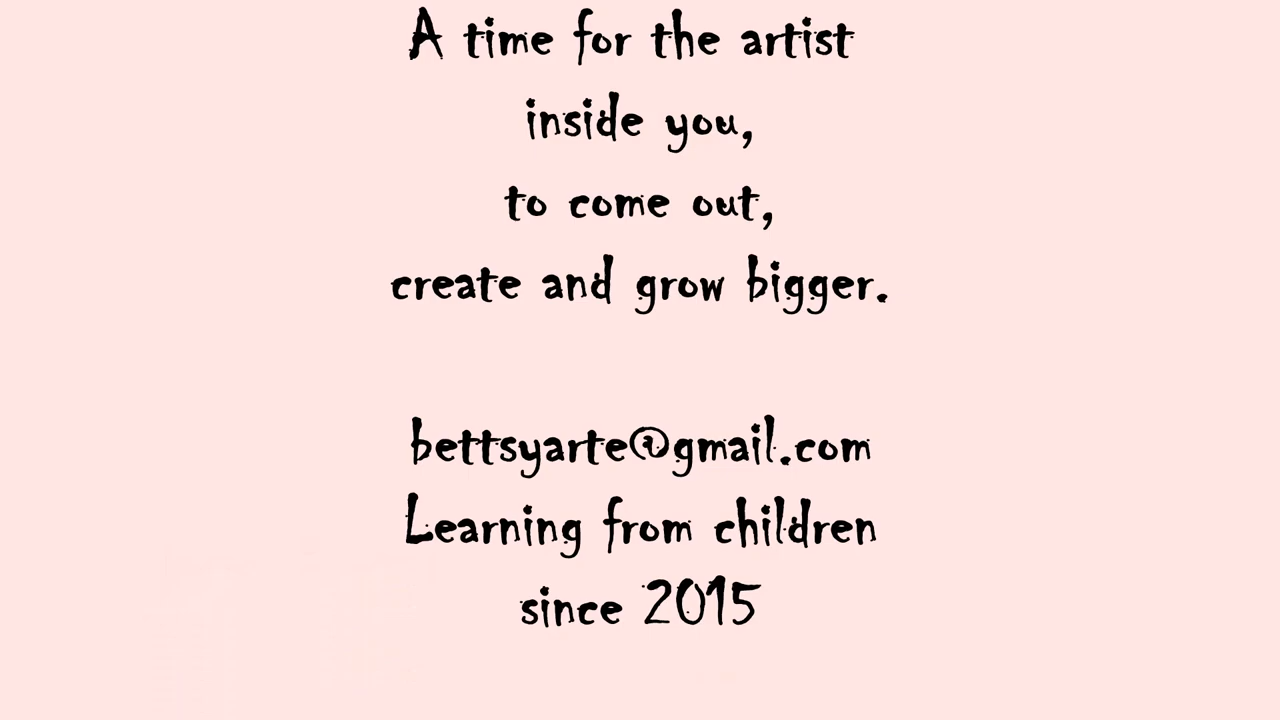 A time for the artist
inside you,
to come out,
create and grow bigger.
bettsyarte@gmail.com
Learning from children
since 2015